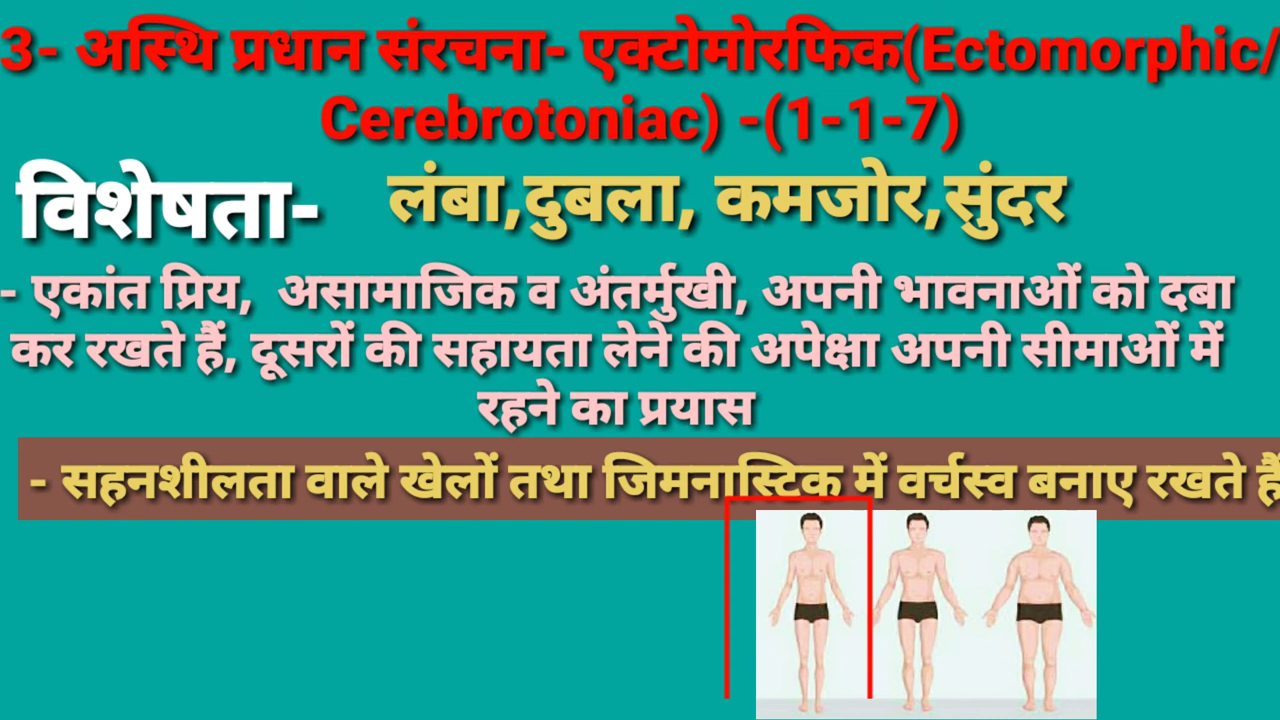 3- अस्थि प्रधान संरचना- एक्टोमोरफिक(Ectomorphic/
Cerebrotoniac) -(1-1-7)
विशेषता- लंबा,दुबला, कमजोर,सुंदर
- एकांत प्रिय, असामाजिक व अंतर्मुखी, अपनी भावनाओं को दबा
कर रखते हैं, दूसरों की सहायता लेने की अपेक्षा अपनी सीमाओं में
रहने का प्रयास
- सहनशीलता वाले खेलों तथा जिमनास्टिक में वर्चस्व बनाए रखते हैं